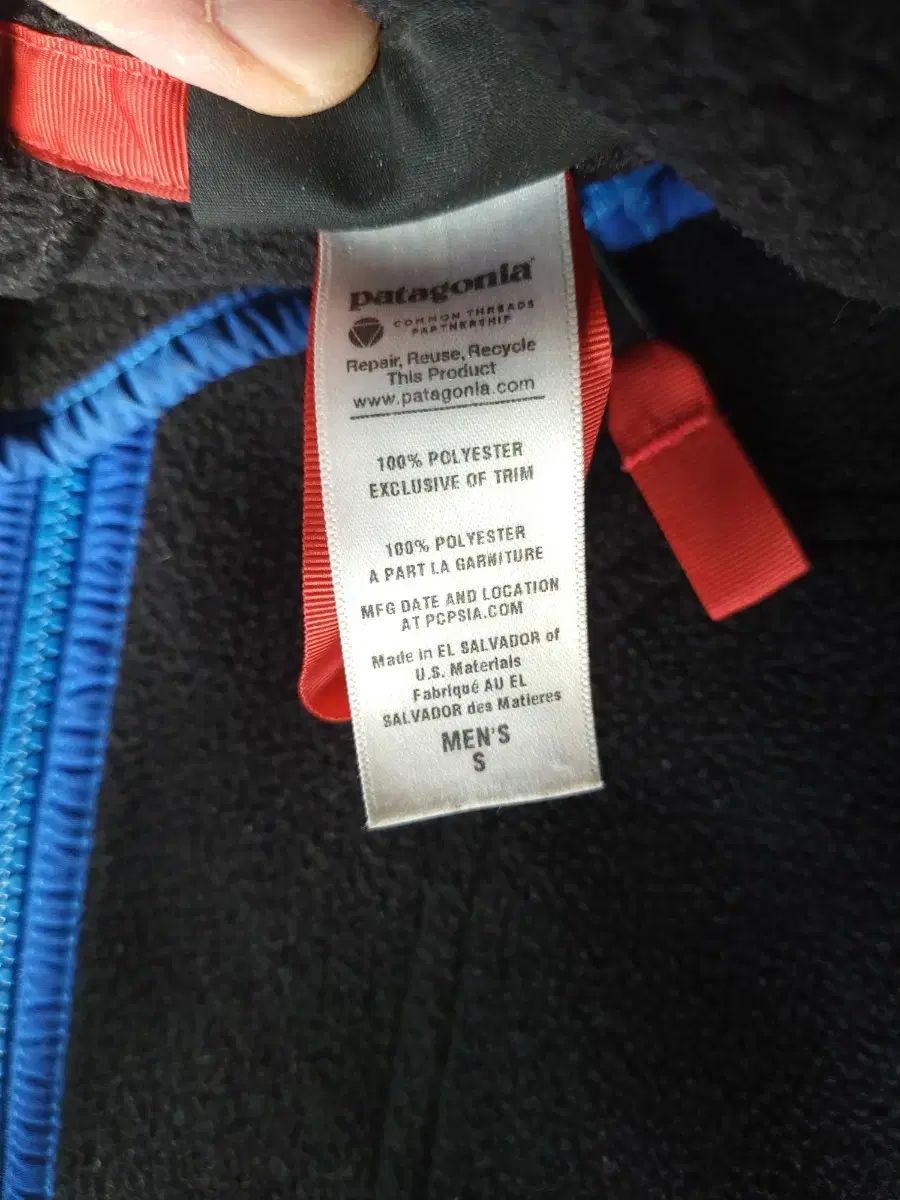 patagonia
COMMON THREADS
PARTNERSHIP
Repair, Reuse, Recycle
This Product
www.patagonia.com
100% POLYESTER
EXCLUSIVE OF TRIM
100% POLYESTER
A PART LA GARNITURE
MFG DATE AND LOCATION
AT PCPSIA.COM
Made in EL SALVADOR of
U.S. Materials
Fabriqué AU EL
SALVADOR des Matieres
MEN'S
S